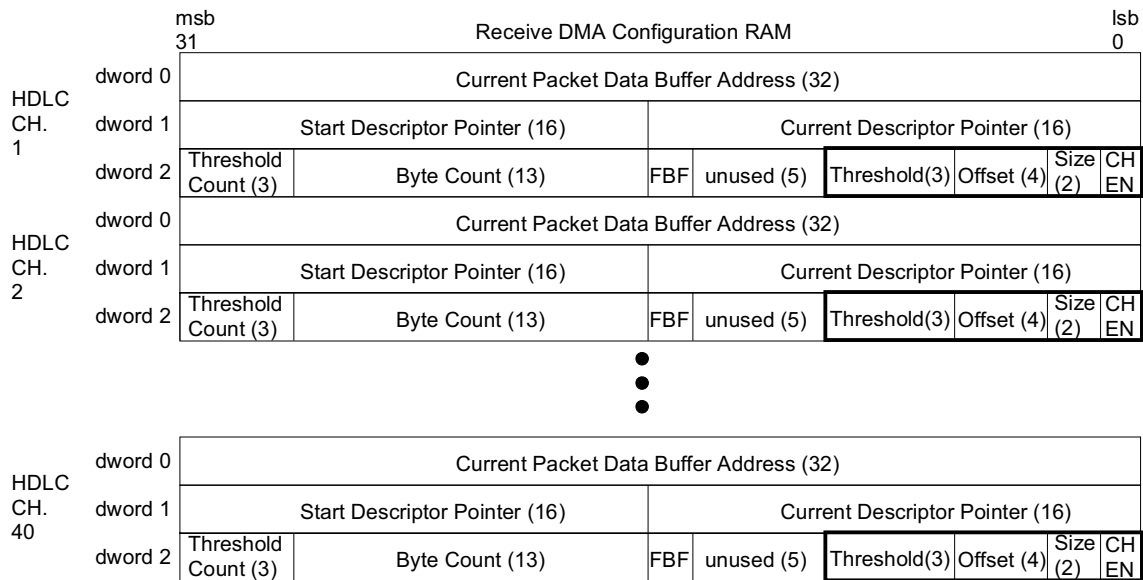 msb
31
Receive DMA Configuration RAM
lsb
0
HDLC
CH.
1
dword 0
Current Packet Data Buffer Address (32)
dword 1
Start Descriptor Pointer (16)
Current Descriptor Pointer (16)
dword 2
Threshold
Count (3)
Byte Count (13)
FBF
unused (5)
Threshold(3)
Offset (4)
Size
(2)
CH
EN
HDLC
CH.
2
dword 0
Current Packet Data Buffer Address (32)
dword 1
Start Descriptor Pointer (16)
Current Descriptor Pointer (16)
dword 2
Threshold
Count (3)
Byte Count (13)
FBF
unused (5)
Threshold(3)
Offset (4)
Size
(2)
CH
EN
HDLC
CH.
40
dword 0
Current Packet Data Buffer Address (32)
dword 1
Start Descriptor Pointer (16)
Current Descriptor Pointer (16)
dword 2
Threshold
Count (3)
Byte Count (13)
FBF
unused (5)
Threshold(3)
Offset (4)
Size
(2)
CH
EN